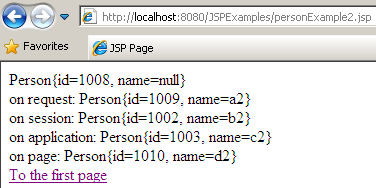 http://localhost:8080/JSPExamples/personExample2.jsp
Favorites JSP Page
Person{id=1008, name=null}
on request: Person{id=1009, name=a2}
on session: Person{id=1002, name=b2}
on application: Person{id=1003, name=c2}
on page: Person{id=1010, name=d2}
To the first page